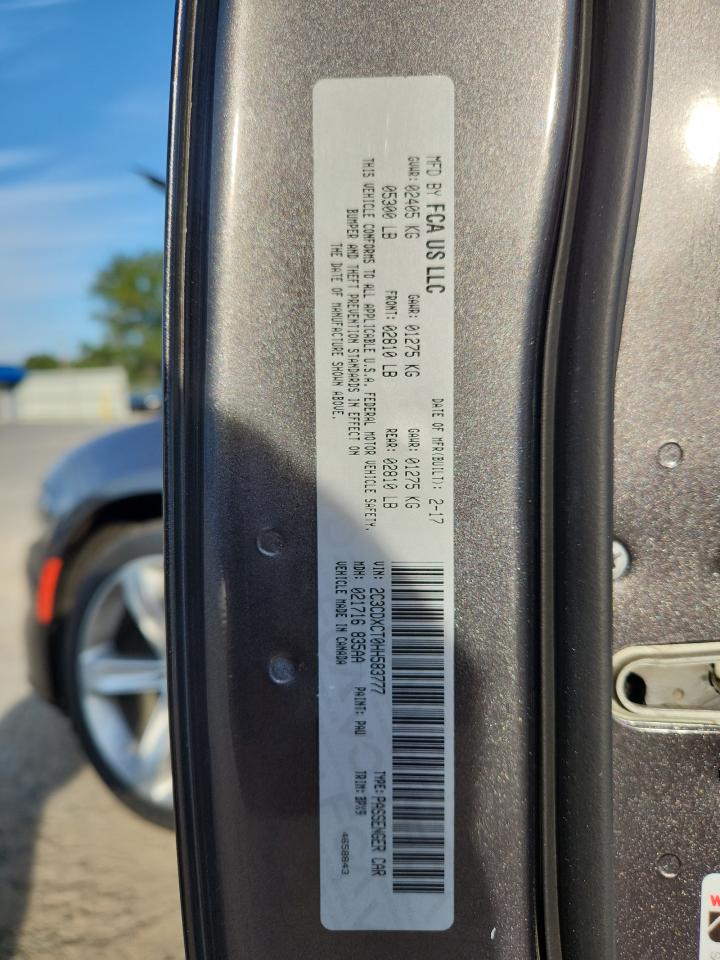 MFD BY FCA US LLC
DATE OF MFR(BUILT): 2-17
GVWR: 02405 KG GAWR: 01275 KG GAWR: 01275 KG
05300 LB FRONT: 02810 LB REAR: 02810 LB
THIS VEHICLE CONFORMS TO ALL APPLICABLE U.S.A. FEDERAL MOTOR VEHICLE SAFETY,
BUMPER AND THEFT PREVENTION STANDARDS IN EFFECT ON
THE DATE OF MANUFACTURE SHOWN ABOVE.
VIN: 2C3CDXCT0HH583777 TYPE: PASSENGER CAR
MDH: 021716 835AA PAINT: PAU TRIM: BPX9
VEHICLE MADE IN CANADA
4658843